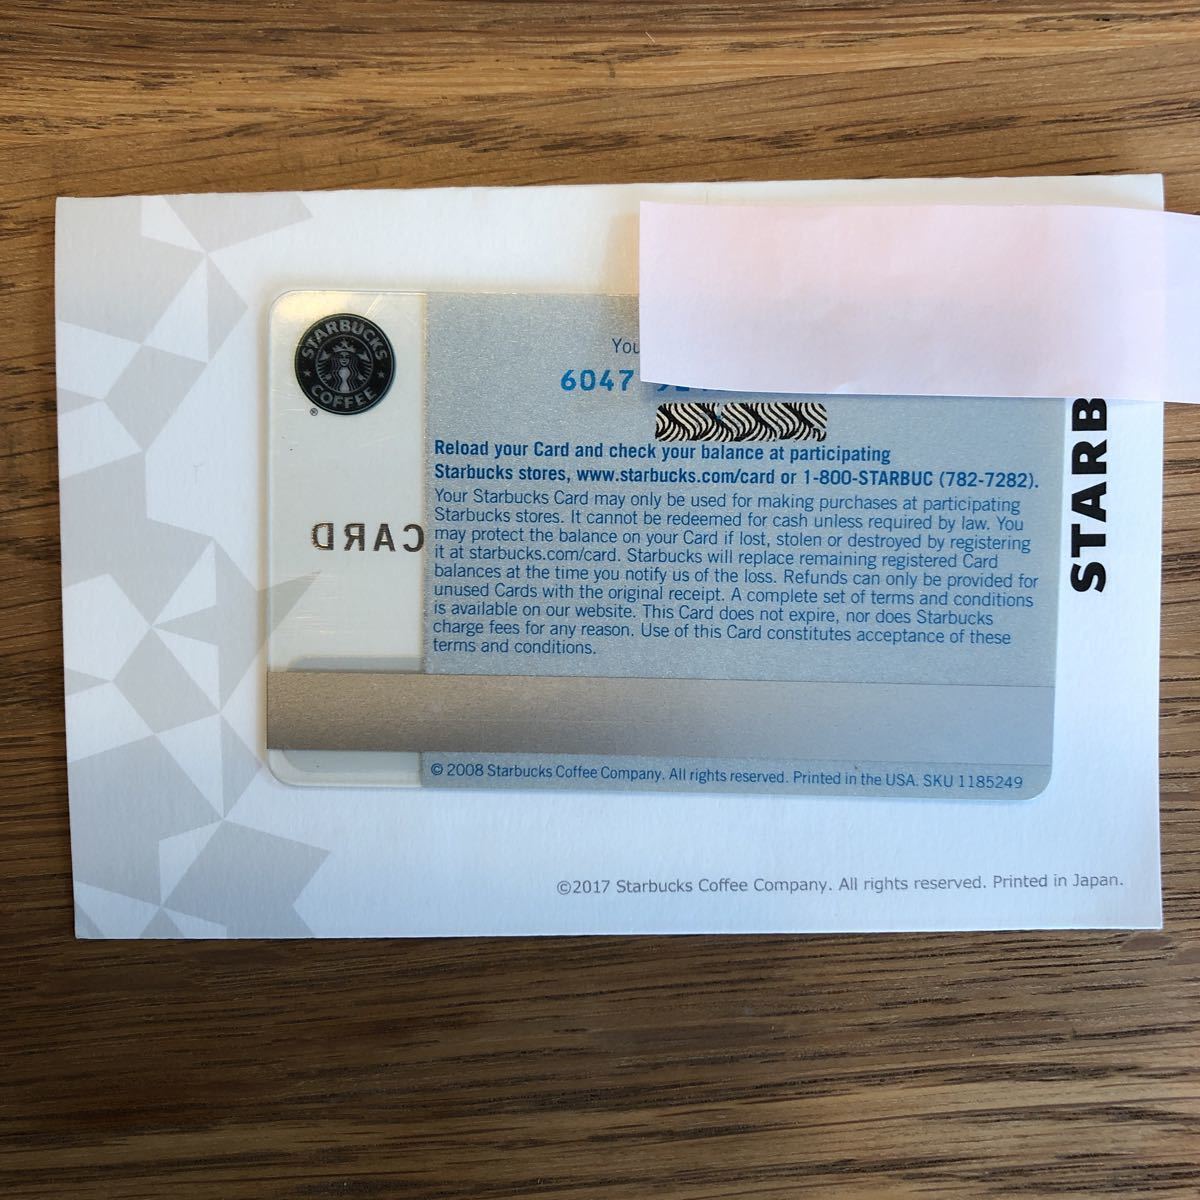 STARBUCKS
COFFEE
®
You
6047
Reload your Card and check your balance at participating
Starbucks stores, www.starbucks.com/card or 1-800-STARBUC (782-7282).
Your Starbucks Card may only be used for making purchases at participating
Starbucks stores. It cannot be redeemed for cash unless required by law. You
may protect the balance on your Card if lost, stolen or destroyed by registering
it at starbucks.com/card. Starbucks will replace remaining registered Card
balances at the time you notify us of the loss. Refunds can only be provided for
unused Cards with the original receipt. A complete set of terms and conditions
is available on our website. This Card does not expire, nor does Starbucks
charge fees for any reason. Use of this Card constitutes acceptance of these
terms and conditions.
CARD
© 2008 Starbucks Coffee Company. All rights reserved. Printed in the USA. SKU 1185249
STARB
©2017 Starbucks Coffee Company. All rights reserved. Printed in Japan.